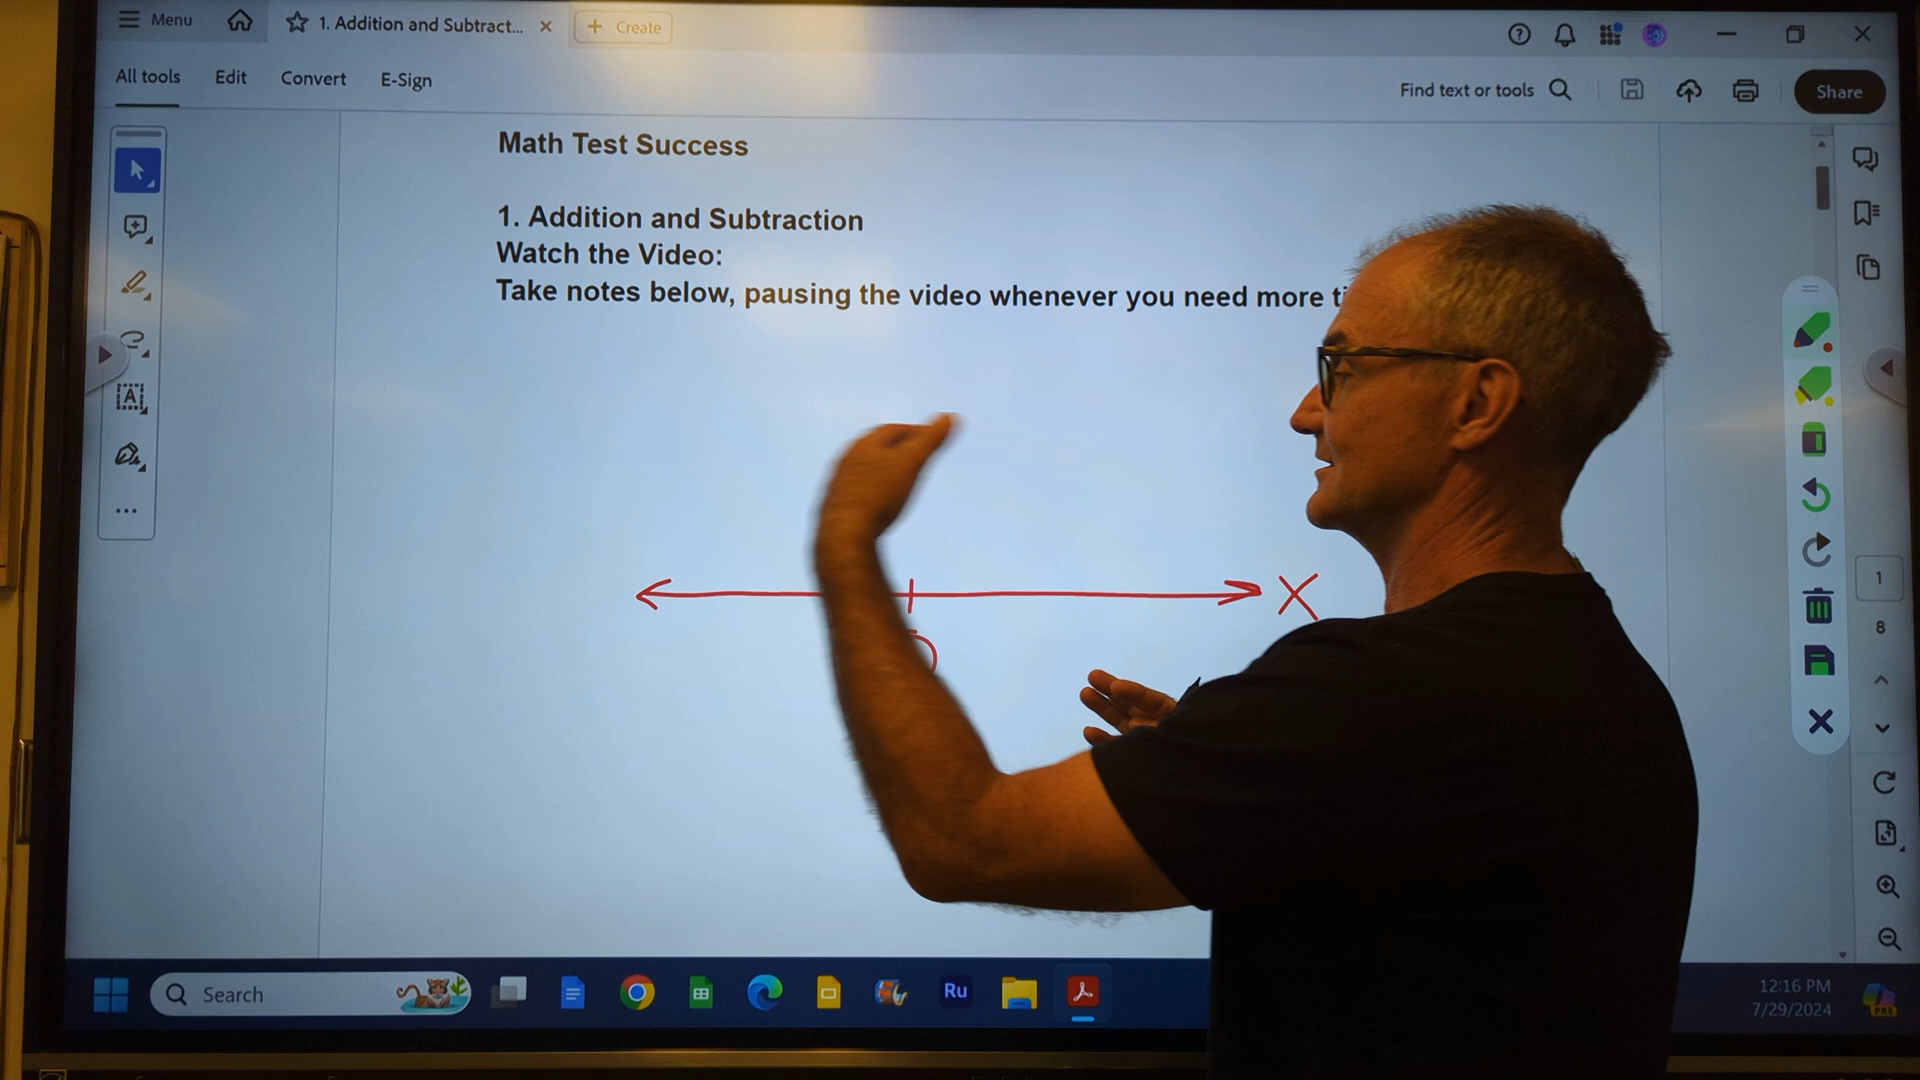 Menu
1. Addition and Subtract...
Create
All tools
Edit
Convert
E-Sign
Find text or tools
Share
Math Test Success
1. Addition and Subtraction
Watch the Video:
Take notes below, pausing the video whenever you need more
X
1
8
Search
Ru
12:16 PM
7/29/2024
PRE